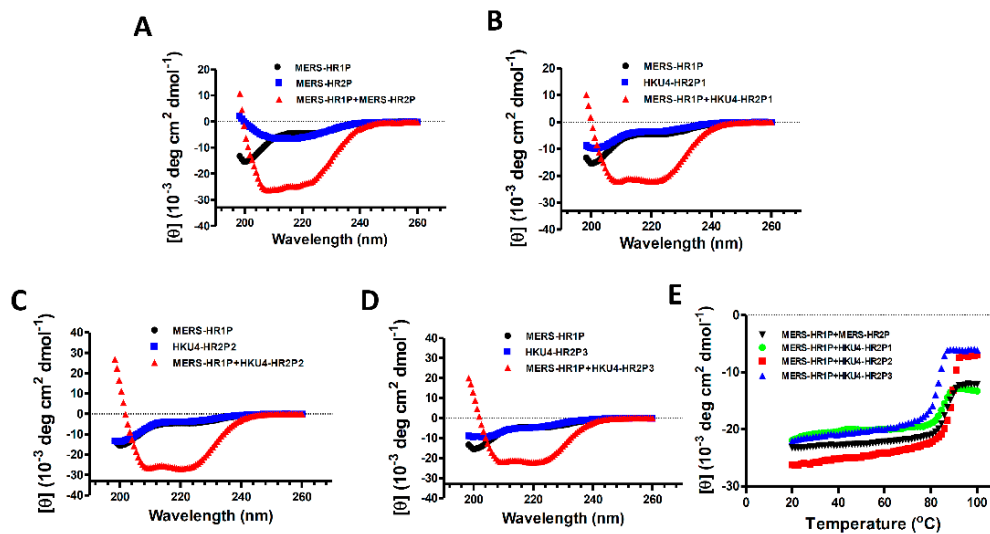 A
MERS-HR1P
MERS-HR2P
MERS-HR1P+MERS-HR2P
[θ] (10⁻³ deg cm² dmol⁻¹)
20
10
0
-10
-20
-30
-40
200
220
240
260
Wavelength (nm)
B
MERS-HR1P
HKU4-HR2P1
MERS-HR1P+HKU4-HR2P1
[θ] (10⁻³ deg cm² dmol⁻¹)
20
10
0
-10
-20
-30
-40
200
220
240
260
Wavelength (nm)
C
MERS-HR1P
HKU4-HR2P2
MERS-HR1P+HKU4-HR2P2
[θ] (10⁻³ deg cm² dmol⁻¹)
40
30
20
10
0
-10
-20
-30
-40
200
220
240
260
Wavelength (nm)
D
MERS-HR1P
HKU4-HR2P3
MERS-HR1P+HKU4-HR2P3
[θ] (10⁻³ deg cm² dmol⁻¹)
40
30
20
10
0
-10
-20
-30
-40
200
220
240
260
Wavelength (nm)
E
MERS-HR1P+MERS-HR2P
MERS-HR1P+HKU4-HR2P1
MERS-HR1P+HKU4-HR2P2
MERS-HR1P+HKU4-HR2P3
[θ] (10⁻³ deg cm² dmol⁻¹)
0
-10
-20
-30
20
40
60
80
100
Temperature (°C)